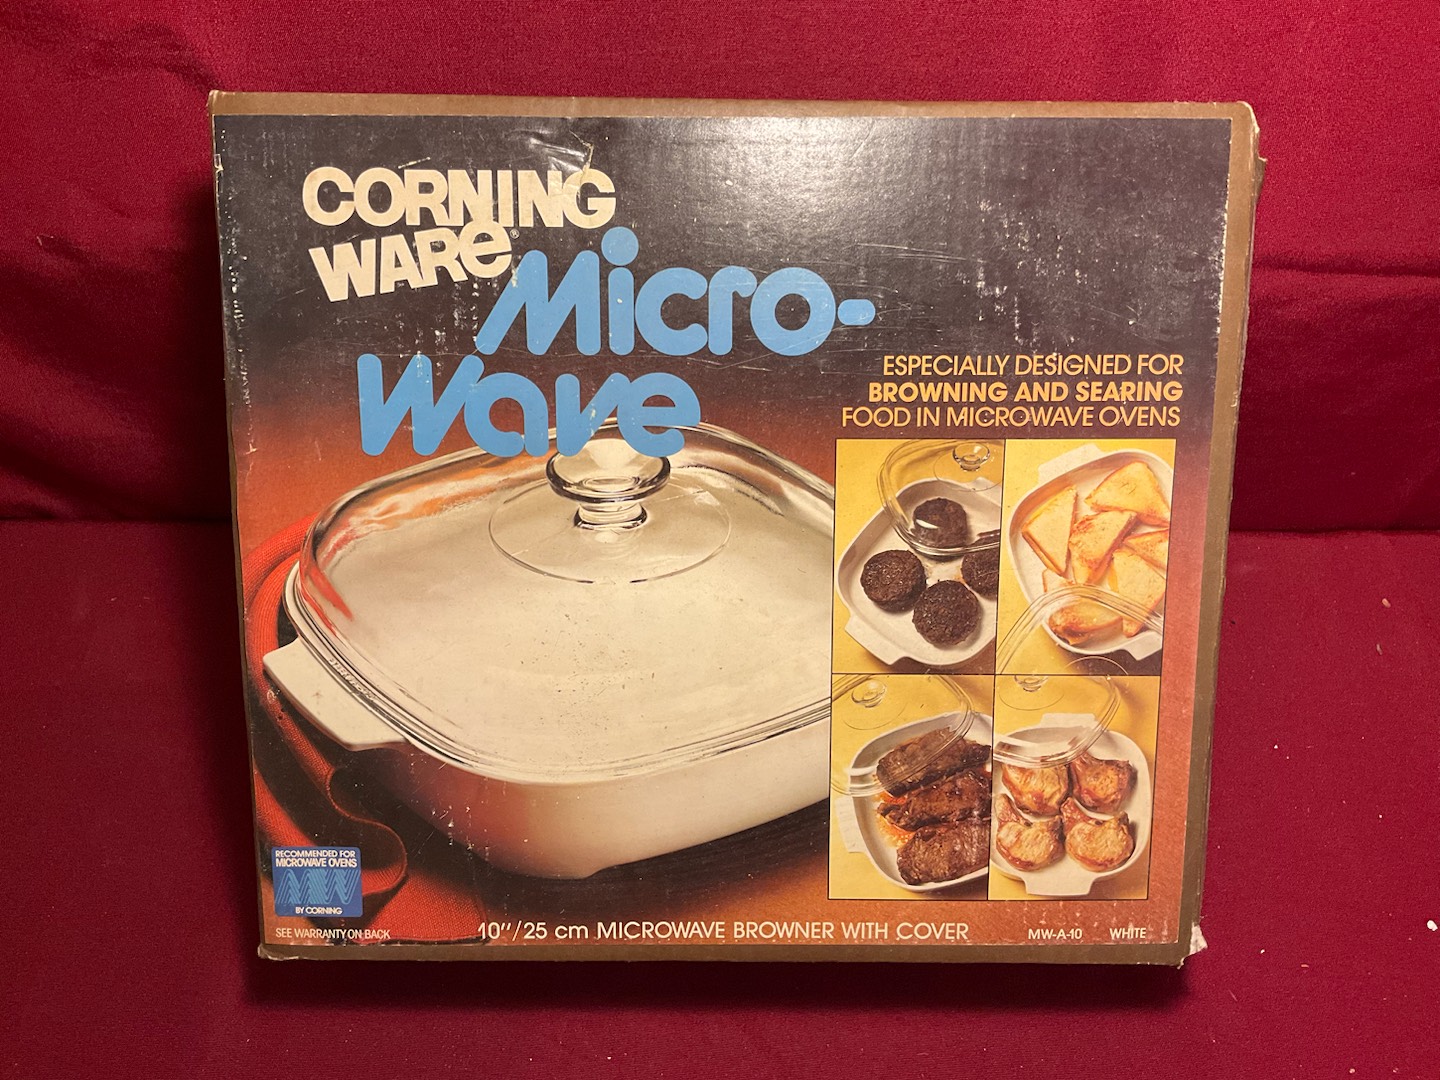 CORNING
WARe®
Micro-
Wave
ESPECIALLY DESIGNED FOR
BROWNING AND SEARING
FOOD IN MICROWAVE OVENS
RECOMMENDED FOR
MICROWAVE OVENS
MW
BY CORNING
SEE WARRANTY ON BACK
10"/25 cm MICROWAVE BROWNER WITH COVER
MW-A-10 WHITE